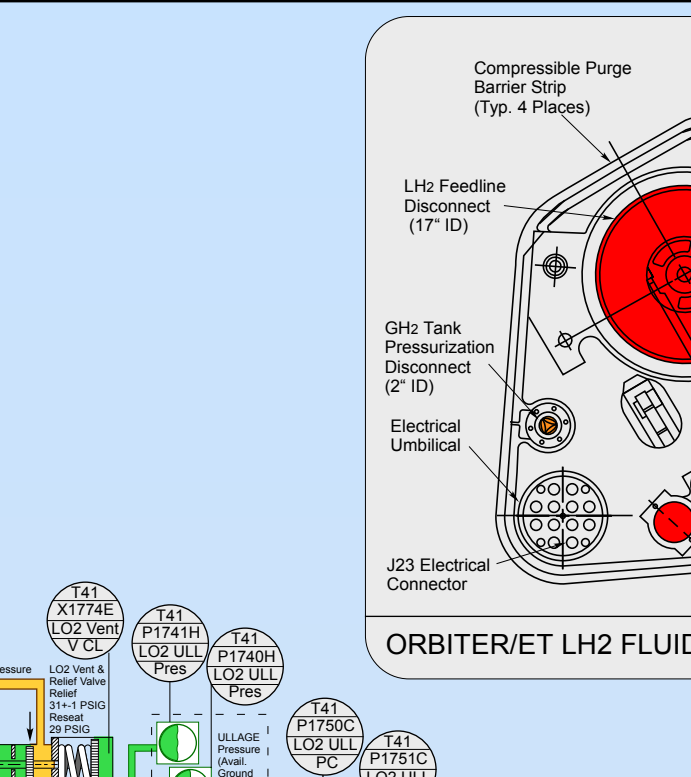 Compressible Purge
Barrier Strip
(Typ. 4 Places)
LH2 Feedline
Disconnect
(17“ ID)
GH2 Tank
Pressurization
Disconnect
(2“ ID)
Electrical
Umbilical
J23 Electrical
Connector
ORBITER/ET LH2 FLUID
T41
X1774E
LO2 Vent
V CL
T41
P1741H
LO2 ULL
Pres
T41
P1740H
LO2 ULL
Pres
essure
LO2 Vent &
Relief Valve
Relief
31+-1 PSIG
Reseat
29 PSIG
T41
P1750C
LO2 ULL
PC
T41
P1751C
LO2 ULL
ULLAGE
Pressure
(Avail.
Ground